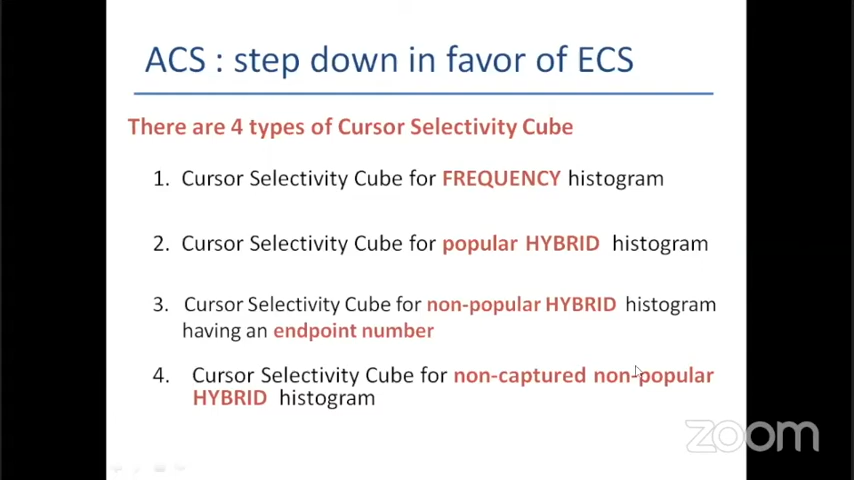 ACS : step down in favor of ECS
There are 4 types of Cursor Selectivity Cube
1. Cursor Selectivity Cube for FREQUENCY histogram
2. Cursor Selectivity Cube for popular HYBRID histogram
3. Cursor Selectivity Cube for non-popular HYBRID histogram
having an endpoint number
4. Cursor Selectivity Cube for non-captured non-popular
HYBRID histogram
zoom